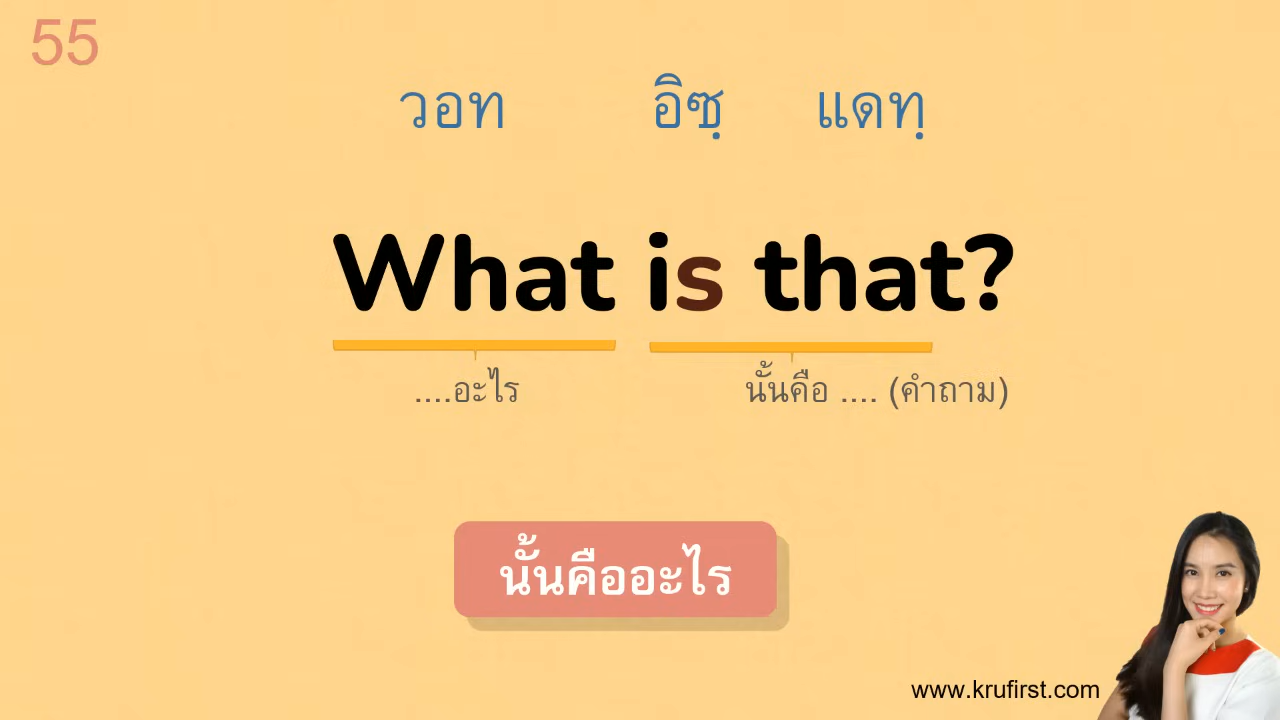 55
วอท อิซฺ แดทฺ
What is that?
....อะไร นั้นคือ .... (คำถาม)
นั้นคืออะไร
www.krufirst.com